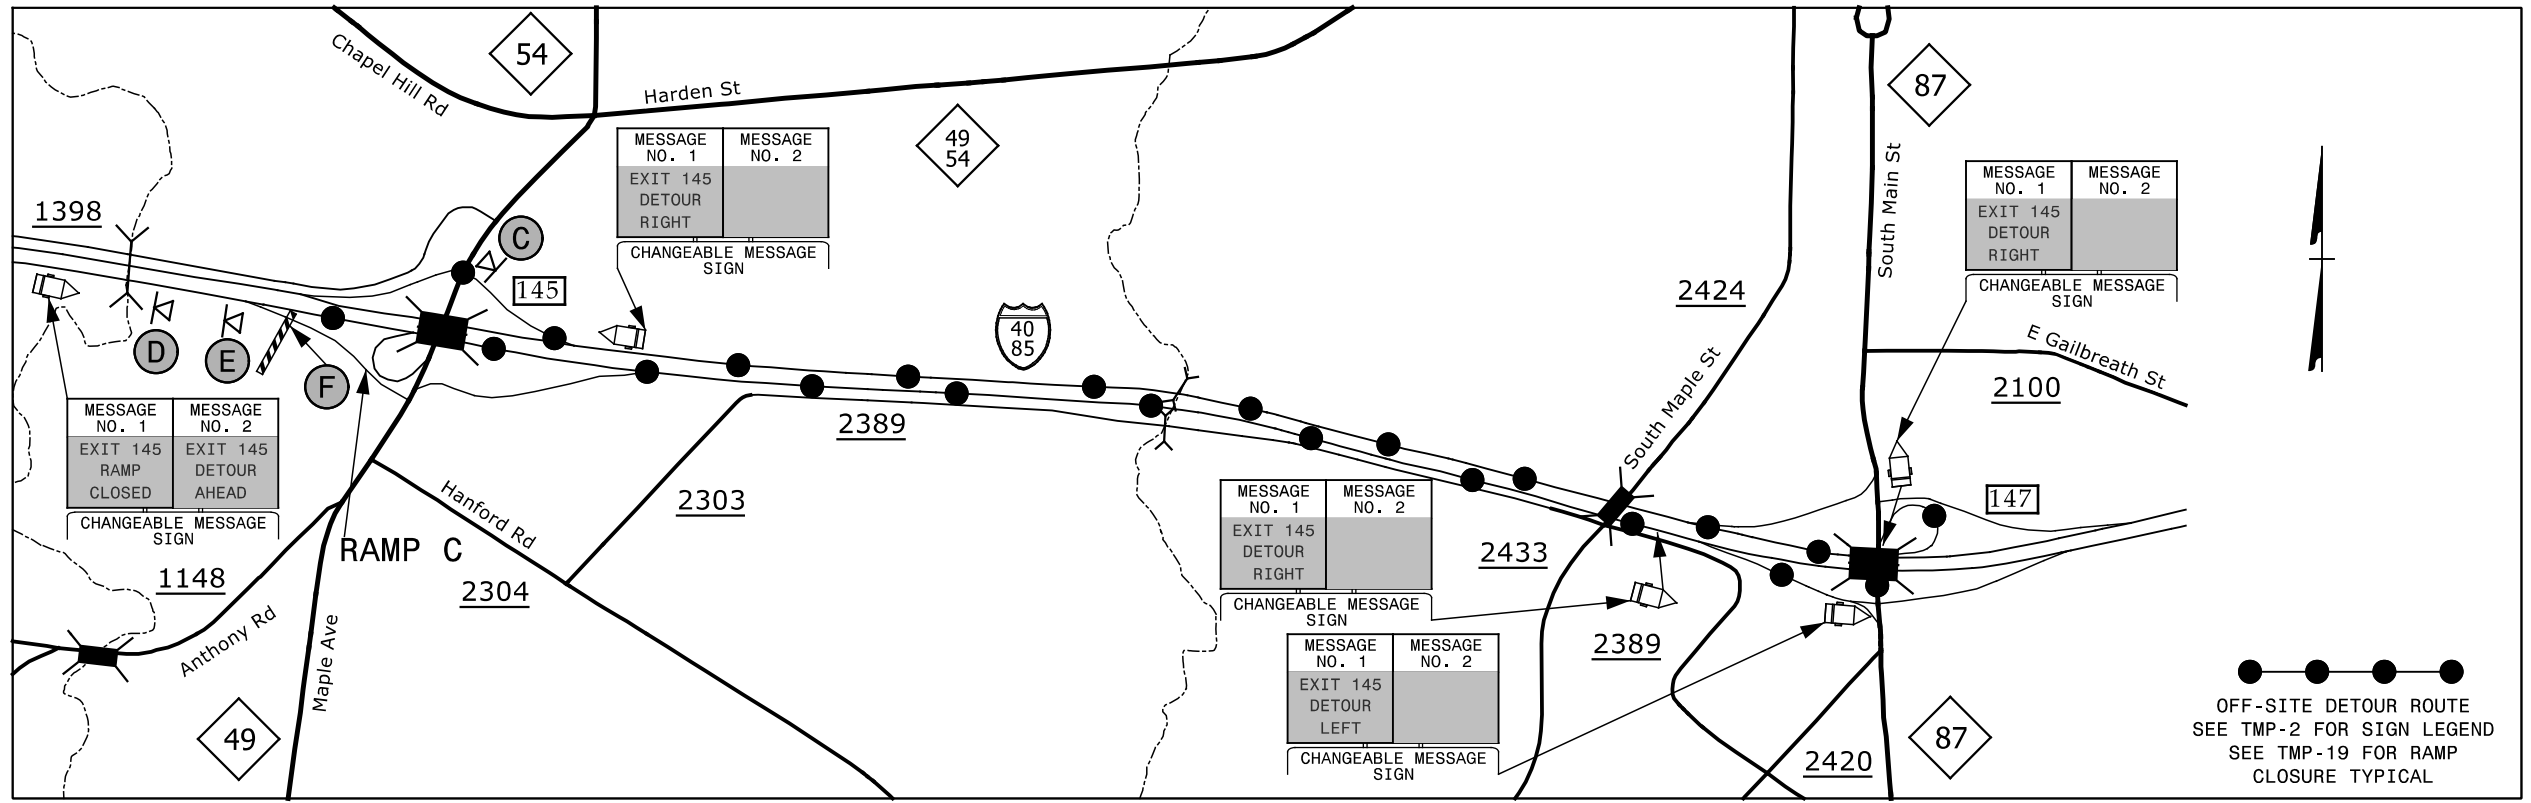 54
Chapel Hill Rd
Harden St
49
54
87
South Main St
1398
MESSAGE NO. 1
MESSAGE NO. 2
EXIT 145
DETOUR
RIGHT
CHANGEABLE MESSAGE
SIGN
C
145
MESSAGE NO. 1
MESSAGE NO. 2
EXIT 145
DETOUR
RIGHT
CHANGEABLE MESSAGE
SIGN
2424
40
85
E Gailbreath St
2100
D
E
F
South Maple St
MESSAGE NO. 1
MESSAGE NO. 2
EXIT 145
RAMP
CLOSED
EXIT 145
DETOUR
AHEAD
CHANGEABLE MESSAGE
SIGN
2389
Hanford Rd
2303
RAMP C
1148
2304
Anthony Rd
Maple Ave
49
MESSAGE NO. 1
MESSAGE NO. 2
EXIT 145
DETOUR
RIGHT
CHANGEABLE MESSAGE
SIGN
2433
147
2389
MESSAGE NO. 1
MESSAGE NO. 2
EXIT 145
DETOUR
LEFT
CHANGEABLE MESSAGE
SIGN
2420
87
OFF-SITE DETOUR ROUTE
SEE TMP-2 FOR SIGN LEGEND
SEE TMP-19 FOR RAMP
CLOSURE TYPICAL